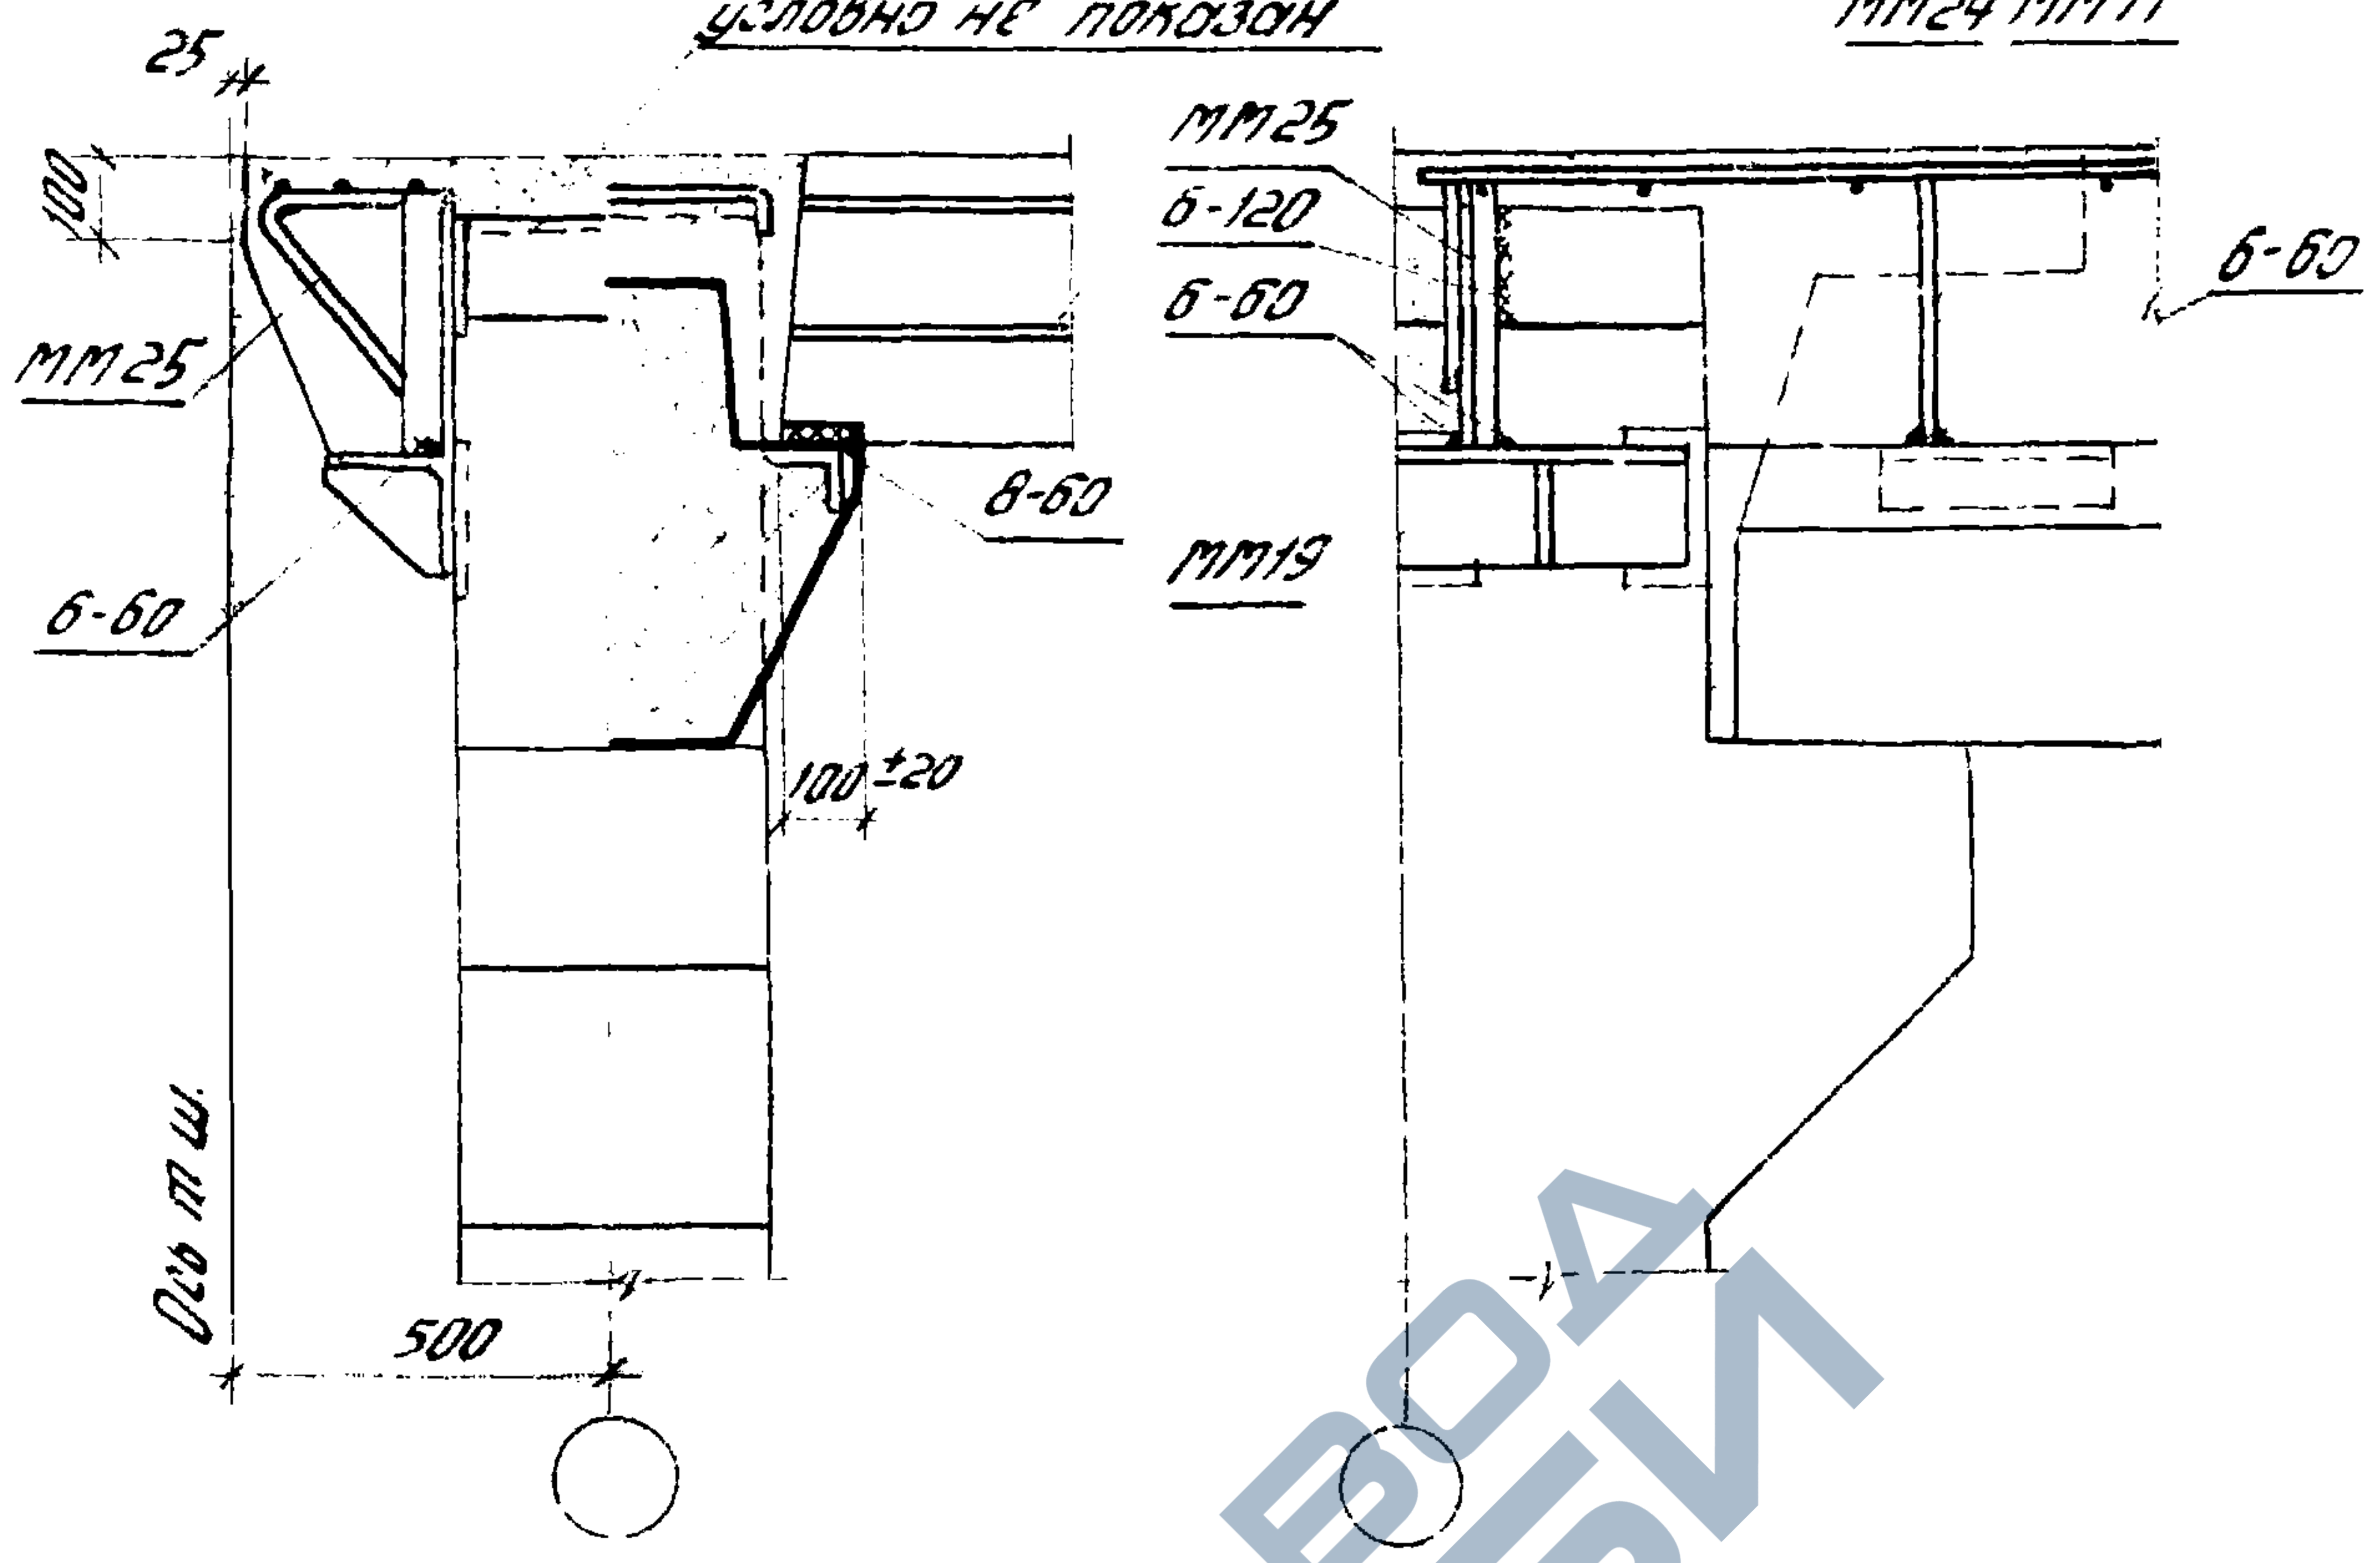 условно не показан
ММ24 ММ11
25
100
ММ25
6-60
8-60
100±20
Ось п ш.
500
ММ25
6-120
6-60
ММ19
6-60
ВОД